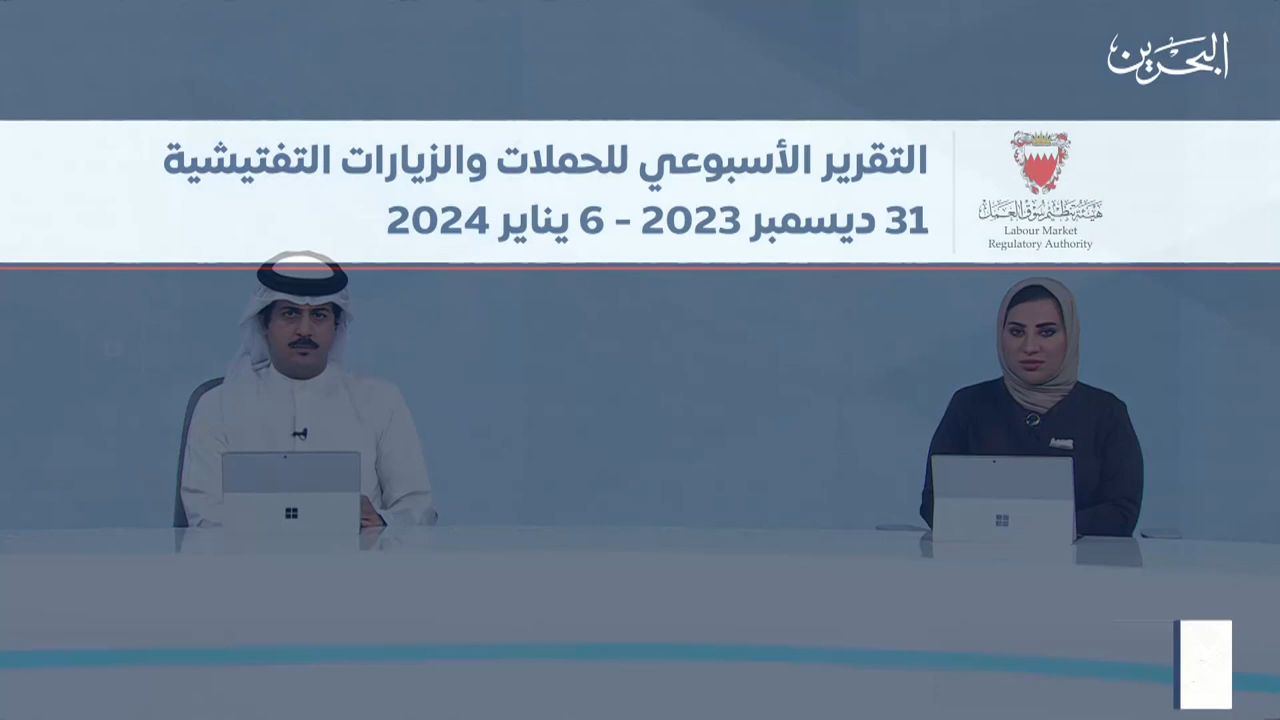 البحرين
التقرير الأسبوعي للحملات والزيارات التفتيشية
31 ديسمبر 2023 - 6 يناير 2024
هيئة تنظيم سوق العمل
Labour Market
Regulatory Authority